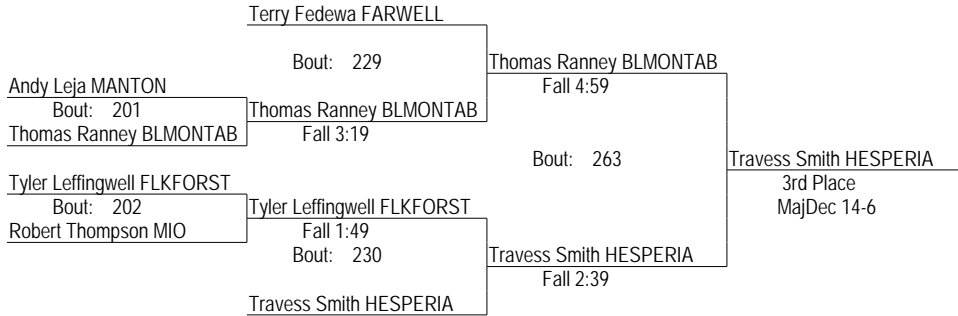 Terry Fedewa FARWELL
Bout: 229
Thomas Ranney BLMONTAB
Andy Leja MANTON
Fall 4:59
Bout: 201
Thomas Ranney BLMONTAB
Thomas Ranney BLMONTAB
Fall 3:19
Bout: 263
Travess Smith HESPERIA
Tyler Leffingwell FLKFORST
3rd Place
Bout: 202
Tyler Leffingwell FLKFORST
MajDec 14-6
Robert Thompson MIO
Fall 1:49
Bout: 230
Travess Smith HESPERIA
Fall 2:39
Travess Smith HESPERIA